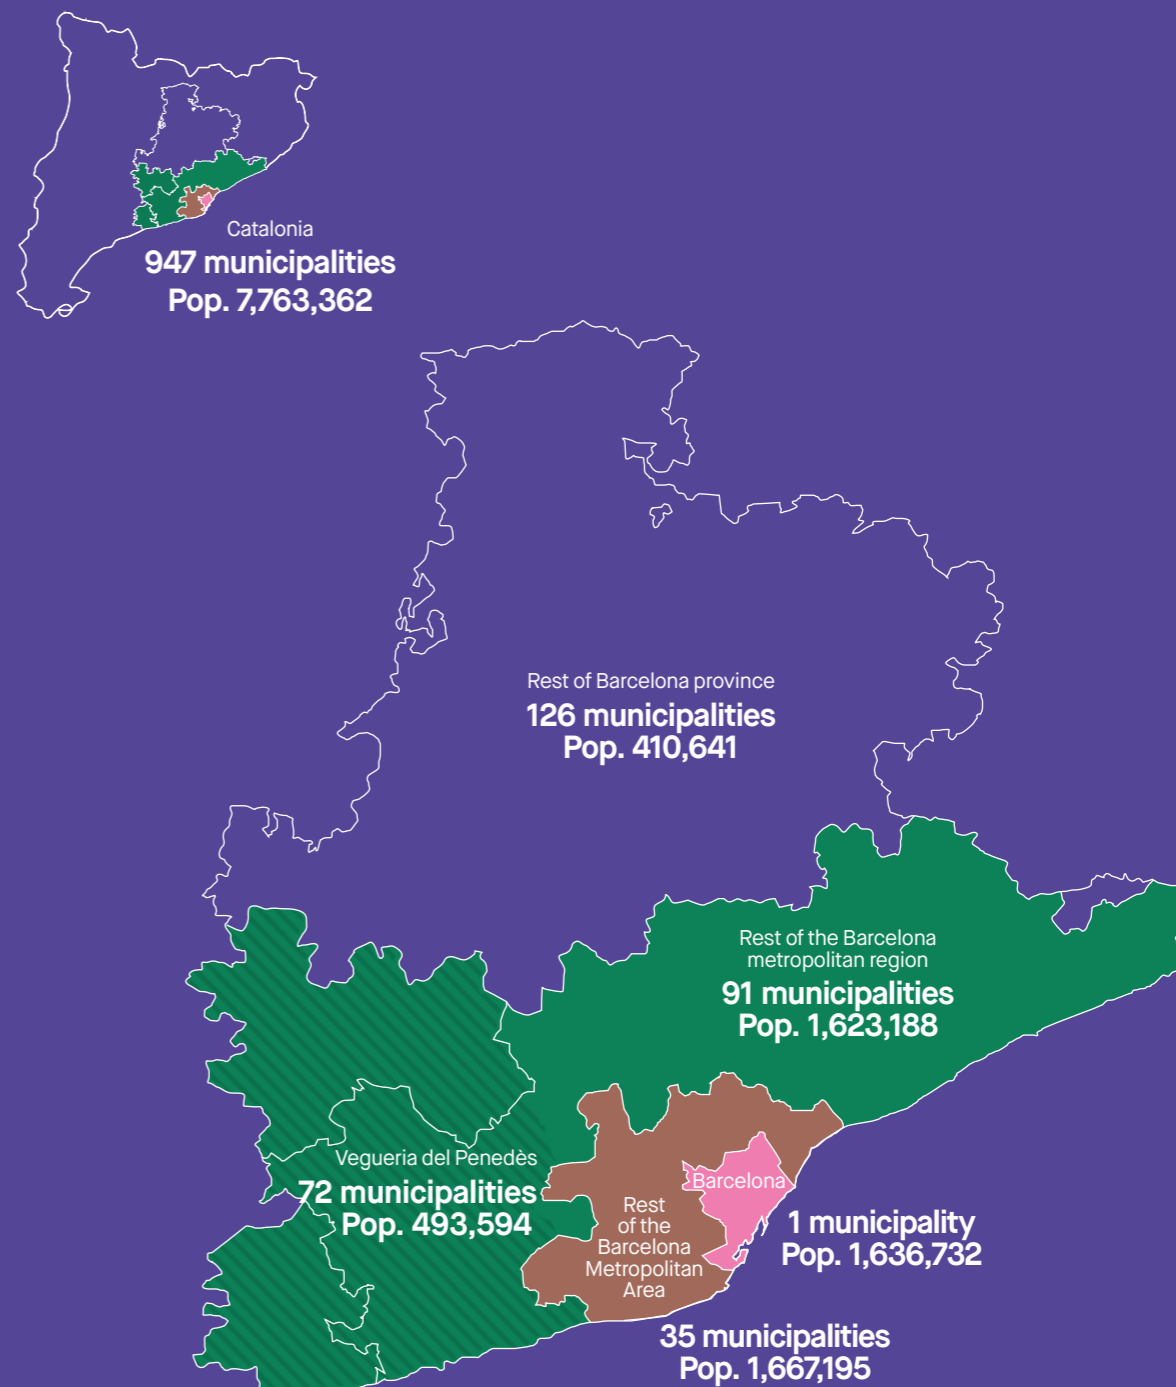 Catalonia
947 municipalities
Pop. 7,763,362
Rest of Barcelona province
126 municipalities
Pop. 410,641
Rest of the Barcelona
metropolitan region
91 municipalities
Pop. 1,623,188
Vegueria del Penedès
72 municipalities
Pop. 493,594
Barcelona
1 municipality
Pop. 1,636,732
Rest
of the
Barcelona
Metropolitan
Area
35 municipalities
Pop. 1,667,195